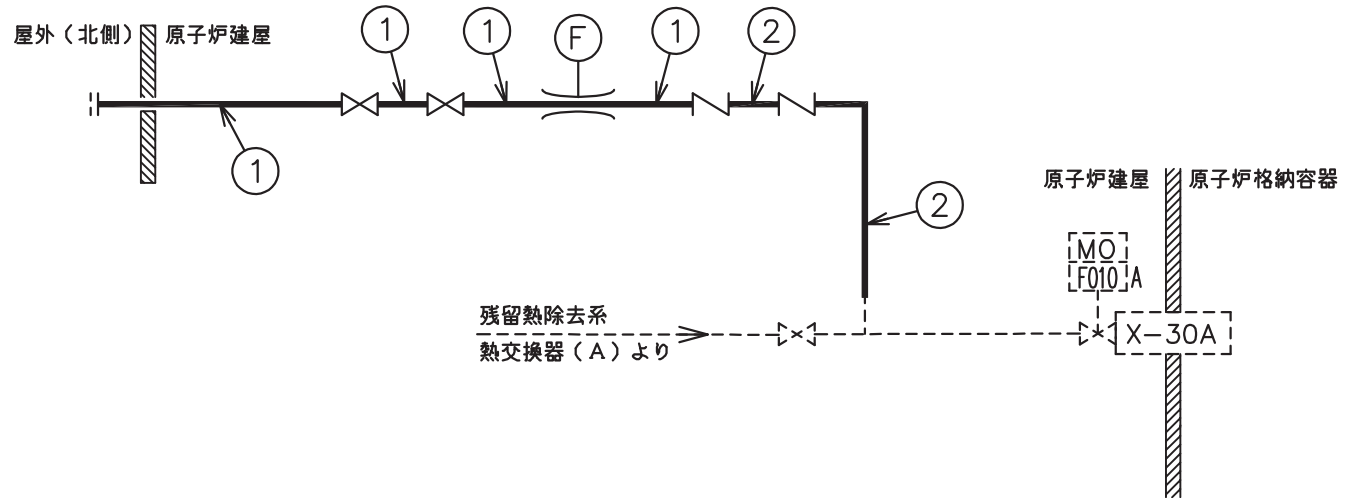 屋外（北側） 原子炉建屋
1
1
F
1
2
1
2
原子炉建屋 原子炉格納容器
MO
F010 A
残留熱除去系
熱交換器（A）より
X-30A